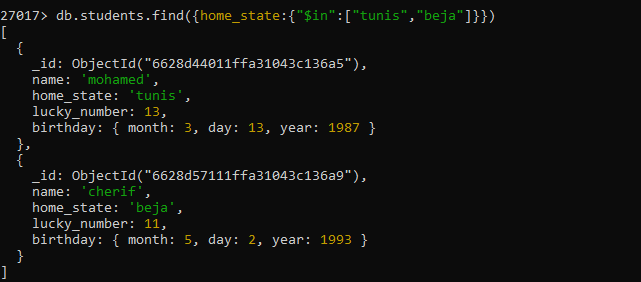 27017> db.students.find({home_state:{"$in":["tunis","beja"]}})
[
  {
    _id: ObjectId("6628d44011ffa31043c136a5"),
    name: 'mohamed',
    home_state: 'tunis',
    lucky_number: 13,
    birthday: { month: 3, day: 13, year: 1987 }
  },
  {
    _id: ObjectId("6628d57111ffa31043c136a9"),
    name: 'cherif',
    home_state: 'beja',
    lucky_number: 11,
    birthday: { month: 5, day: 2, year: 1993 }
  }
]